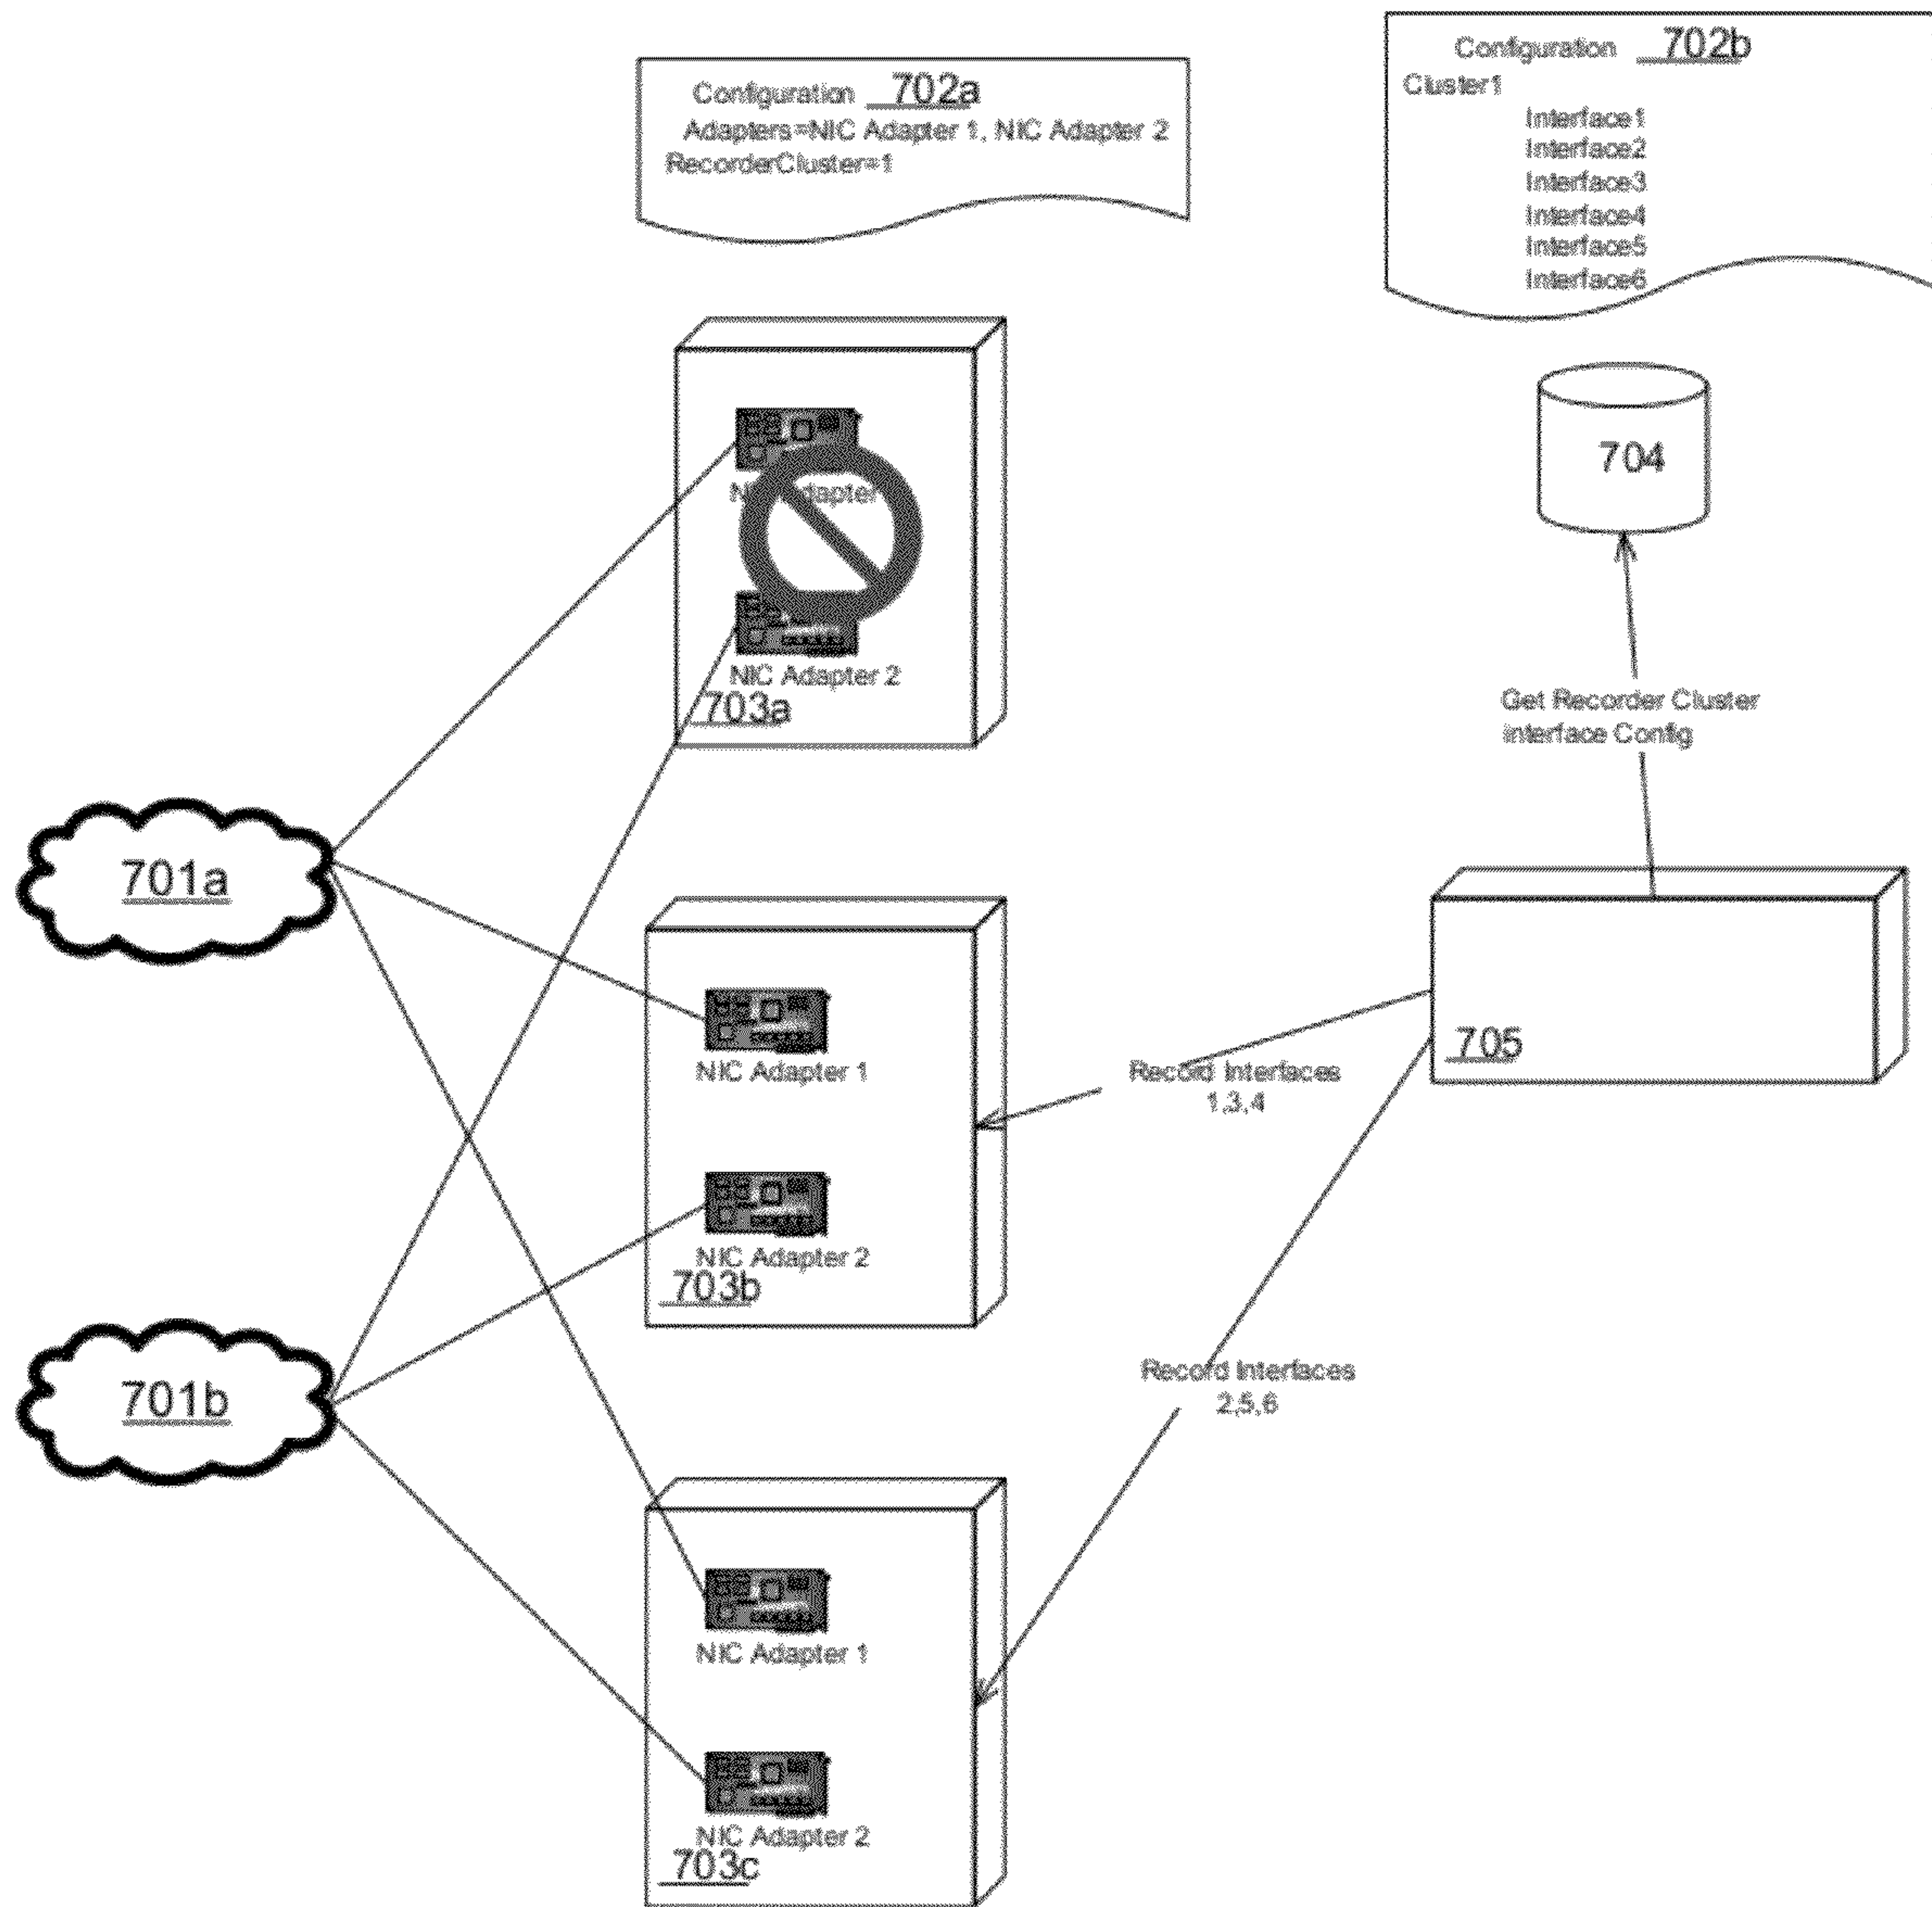 Configuration 702a
Adapters=NIC Adapter 1, NIC Adapter 2
RecorderCluster=1
Configuration 702b
Cluster1
Interface1
Interface2
Interface3
Interface4
Interface5
Interface6
Adapter
NIC Adapter 2
703a
704
Get Recorder Cluster
Interface Config
701a
NIC Adapter 1
NIC Adapter 2
703b
Record Interfaces
1,3,4
705
701b
Record Interfaces
2,5,6
NIC Adapter 1
NIC Adapter 2
703c